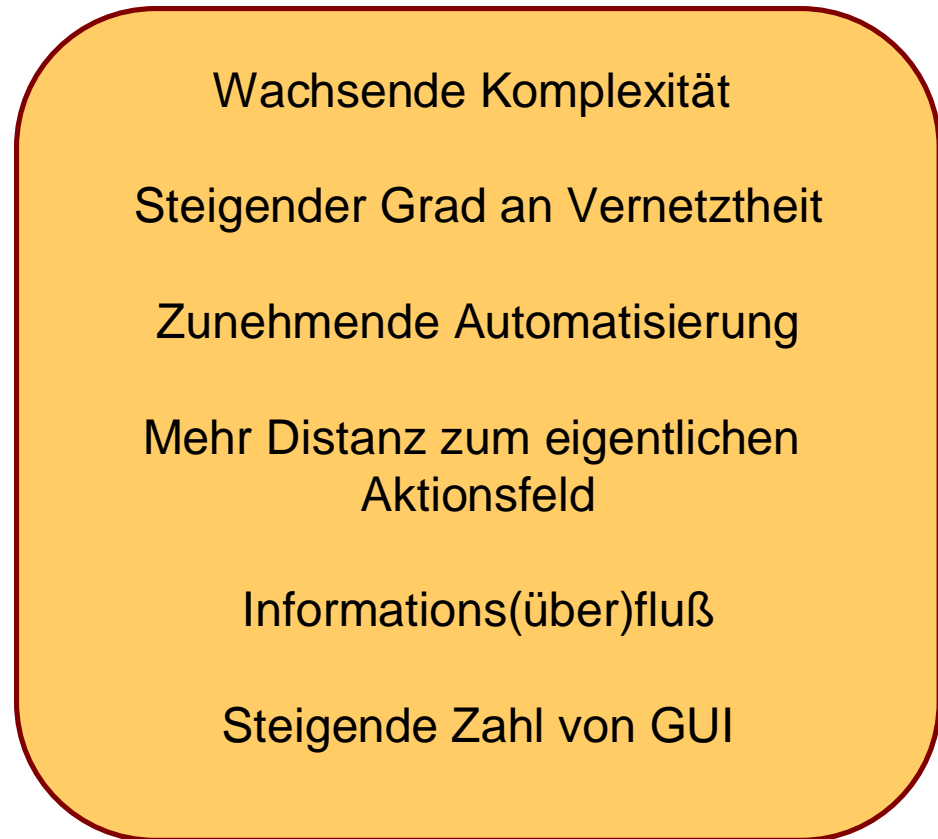 Wachsende Komplexität
Steigender Grad an Vernetztheit
Zunehmende Automatisierung
Mehr Distanz zum eigentlichen
Aktionsfeld
Informations(über)fluß
Steigende Zahl von GUI